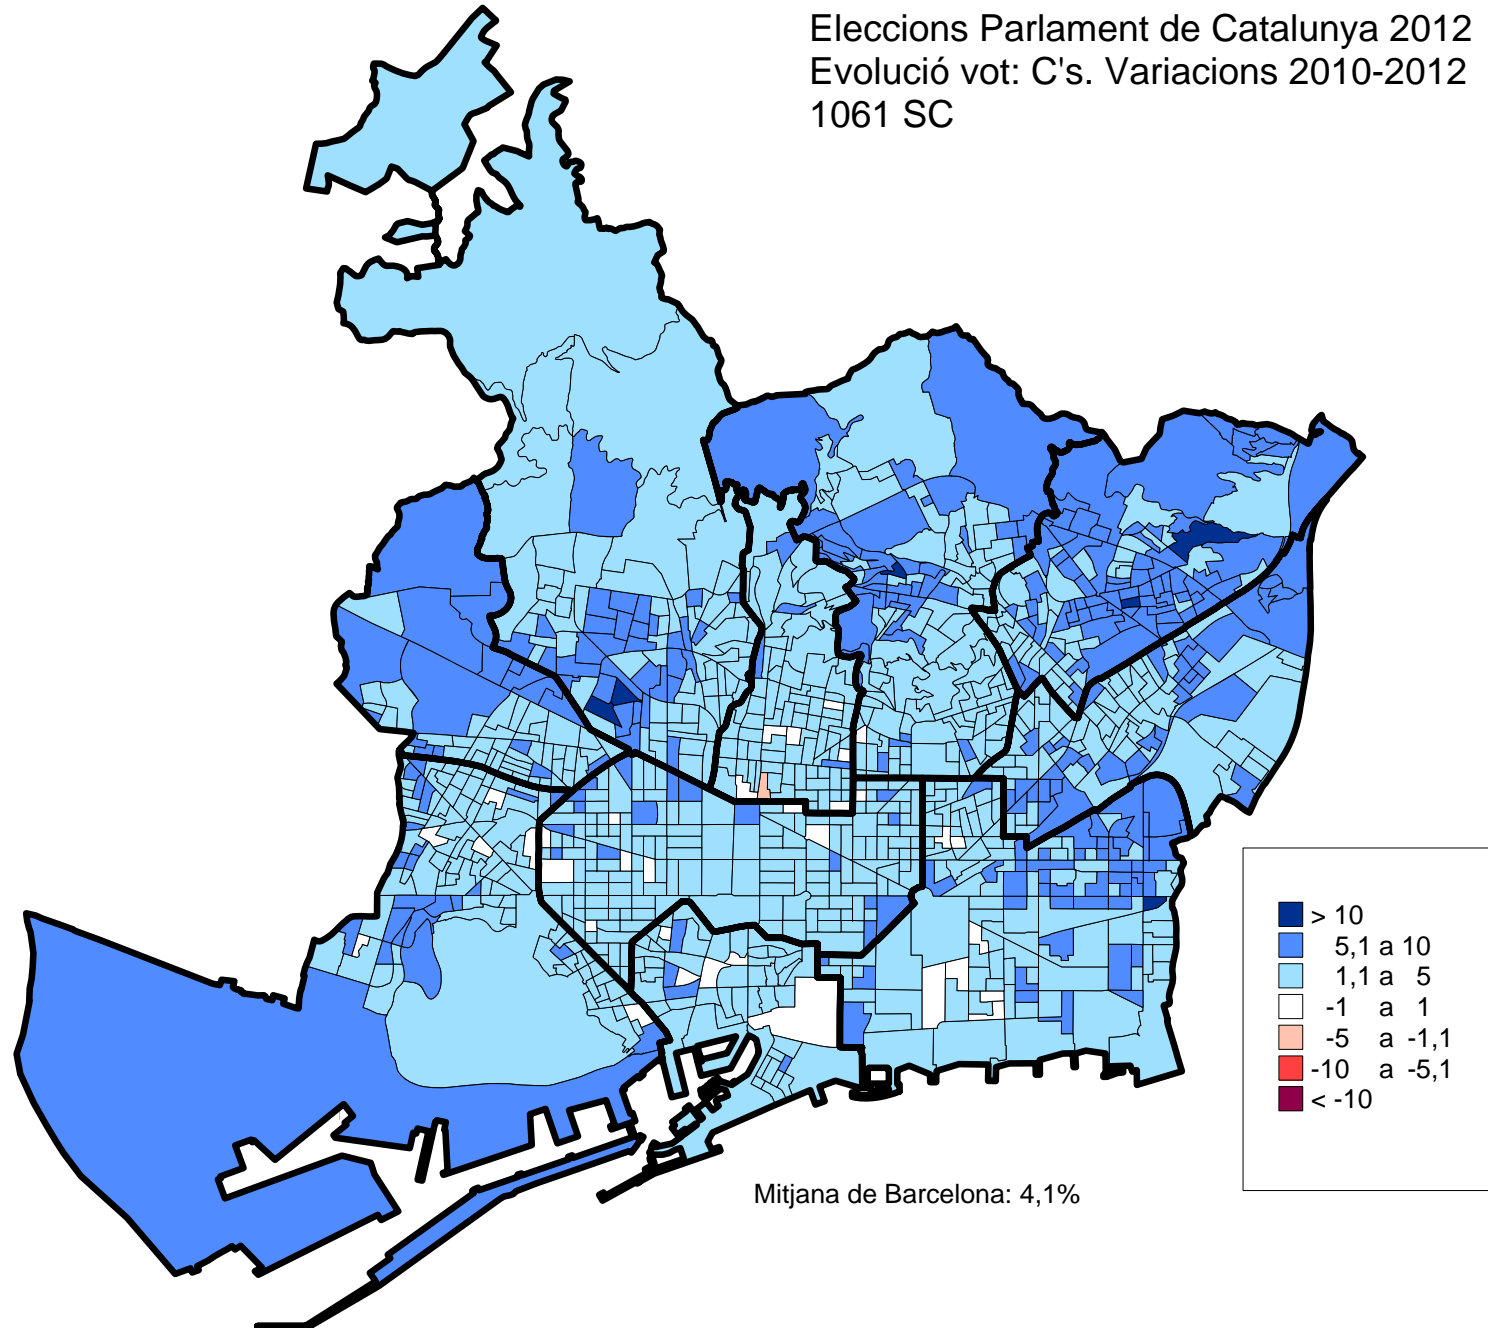 Eleccions Parlament de Catalunya 2012
Evolució vot: C's. Variacions 2010-2012
1061 SC
> 10
5,1 a 10
1,1 a 5
-1 a 1
-5 a -1,1
-10 a -5,1
< -10
Mitjana de Barcelona: 4,1%